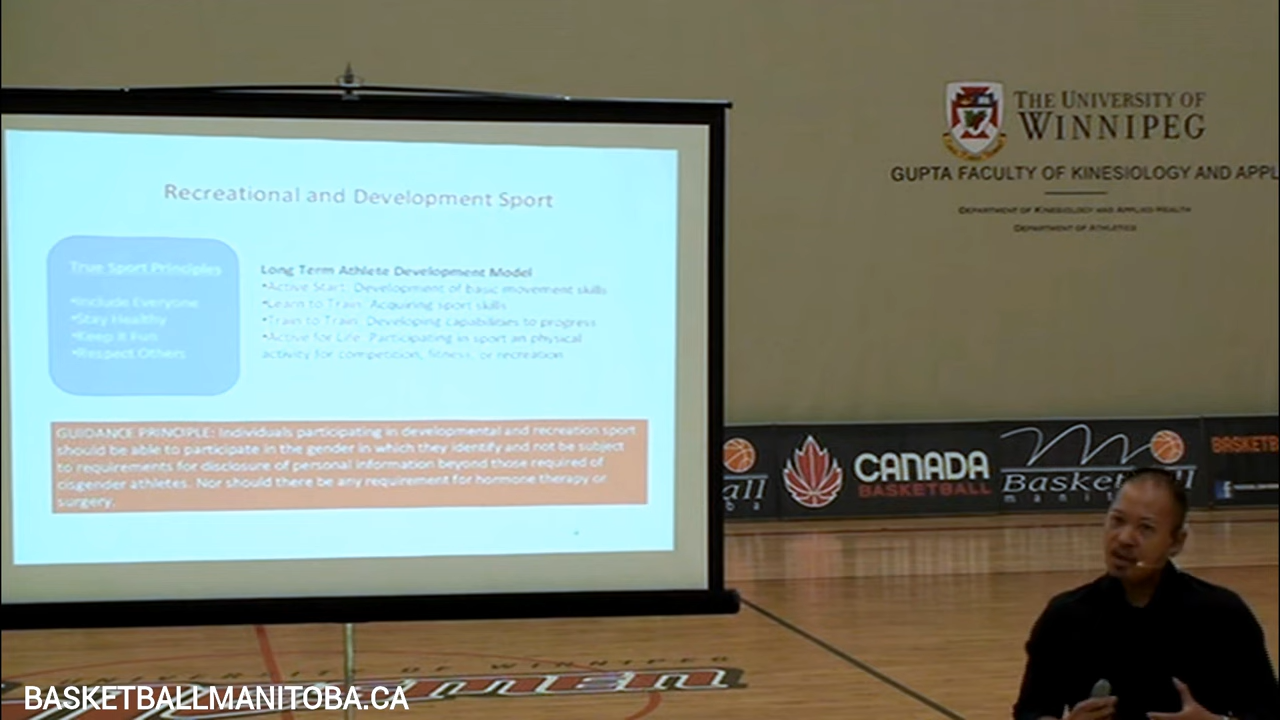 THE UNIVERSITY OF
WINNIPEG
GUPTA FACULTY OF KINESIOLOGY AND APPL
DEPARTMENT OF KINESIOLOGY AND APPLIED HEALTH
DEPARTMENT OF ATHLETICS
Recreational and Development Sport
True Sport Principles
•Include Everyone
•Stay Healthy
•Keep it Fun
•Respect Others
Long Term Athlete Development Model
•Active Start: Development of basic movement skills
•Learn to Train: Acquiring sport skills
•Train to Train: Developing capabilities to progress
•Active for Life: Participating in sport an physical
activity for competition, fitness, or recreation
GUIDANCE PRINCIPLE: Individuals participating in developmental and recreation sport
should be able to participate in the gender in which they identify and not be subject
to requirements for disclosure of personal information beyond those required of
cisgender athletes. Nor should there be any requirement for hormone therapy or
surgery.
all
ba
CANADA
BASKETBALL
Basketball
manit
BASKETB
UNIVERSITY OF WINNIPEG
BASKETBALLMANITOBA.CA